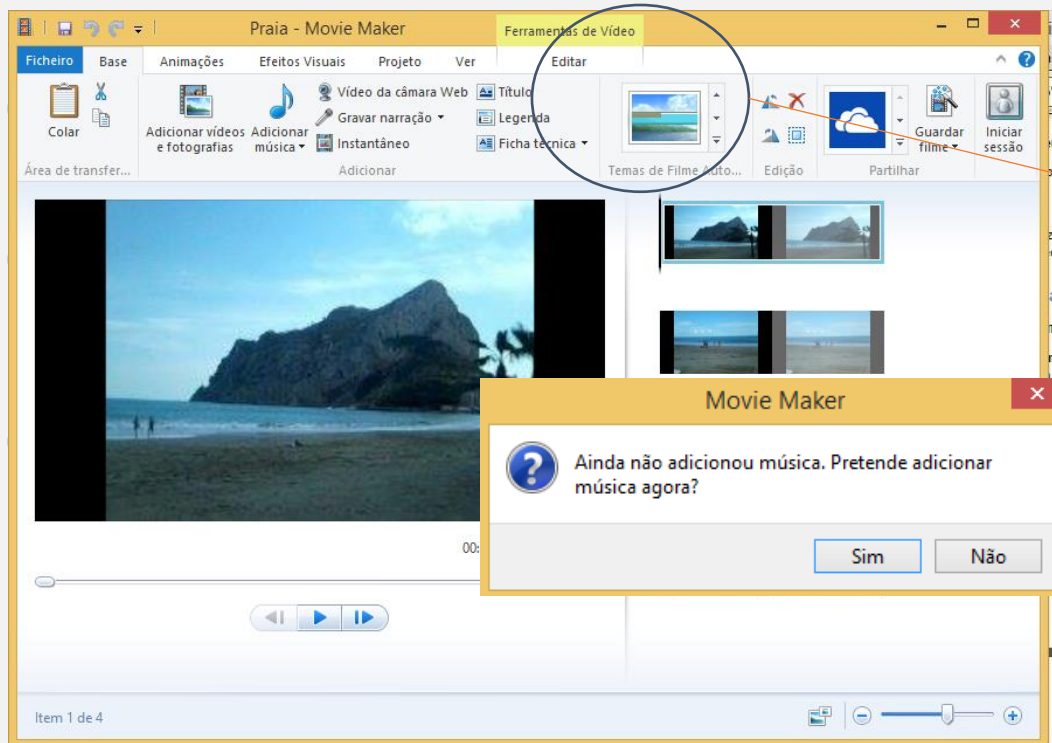 Praia - Movie Maker
Ferramentas de Vídeo
Ficheiro Base Animações Efeitos Visuais Projeto Ver Editar
Colar
Adicionar vídeos e fotografias
Adicionar música
Vídeo da câmara Web
Gravar narração
Instantâneo
Título
Legenda
Ficha técnica
Guardar filme
Iniciar sessão
Área de transfer...
Adicionar
Temas de Filme Auto...
Edição
Partilhar
00:
Movie Maker
Ainda não adicionou música. Pretende adicionar
música agora?
Sim Não
Item 1 de 4